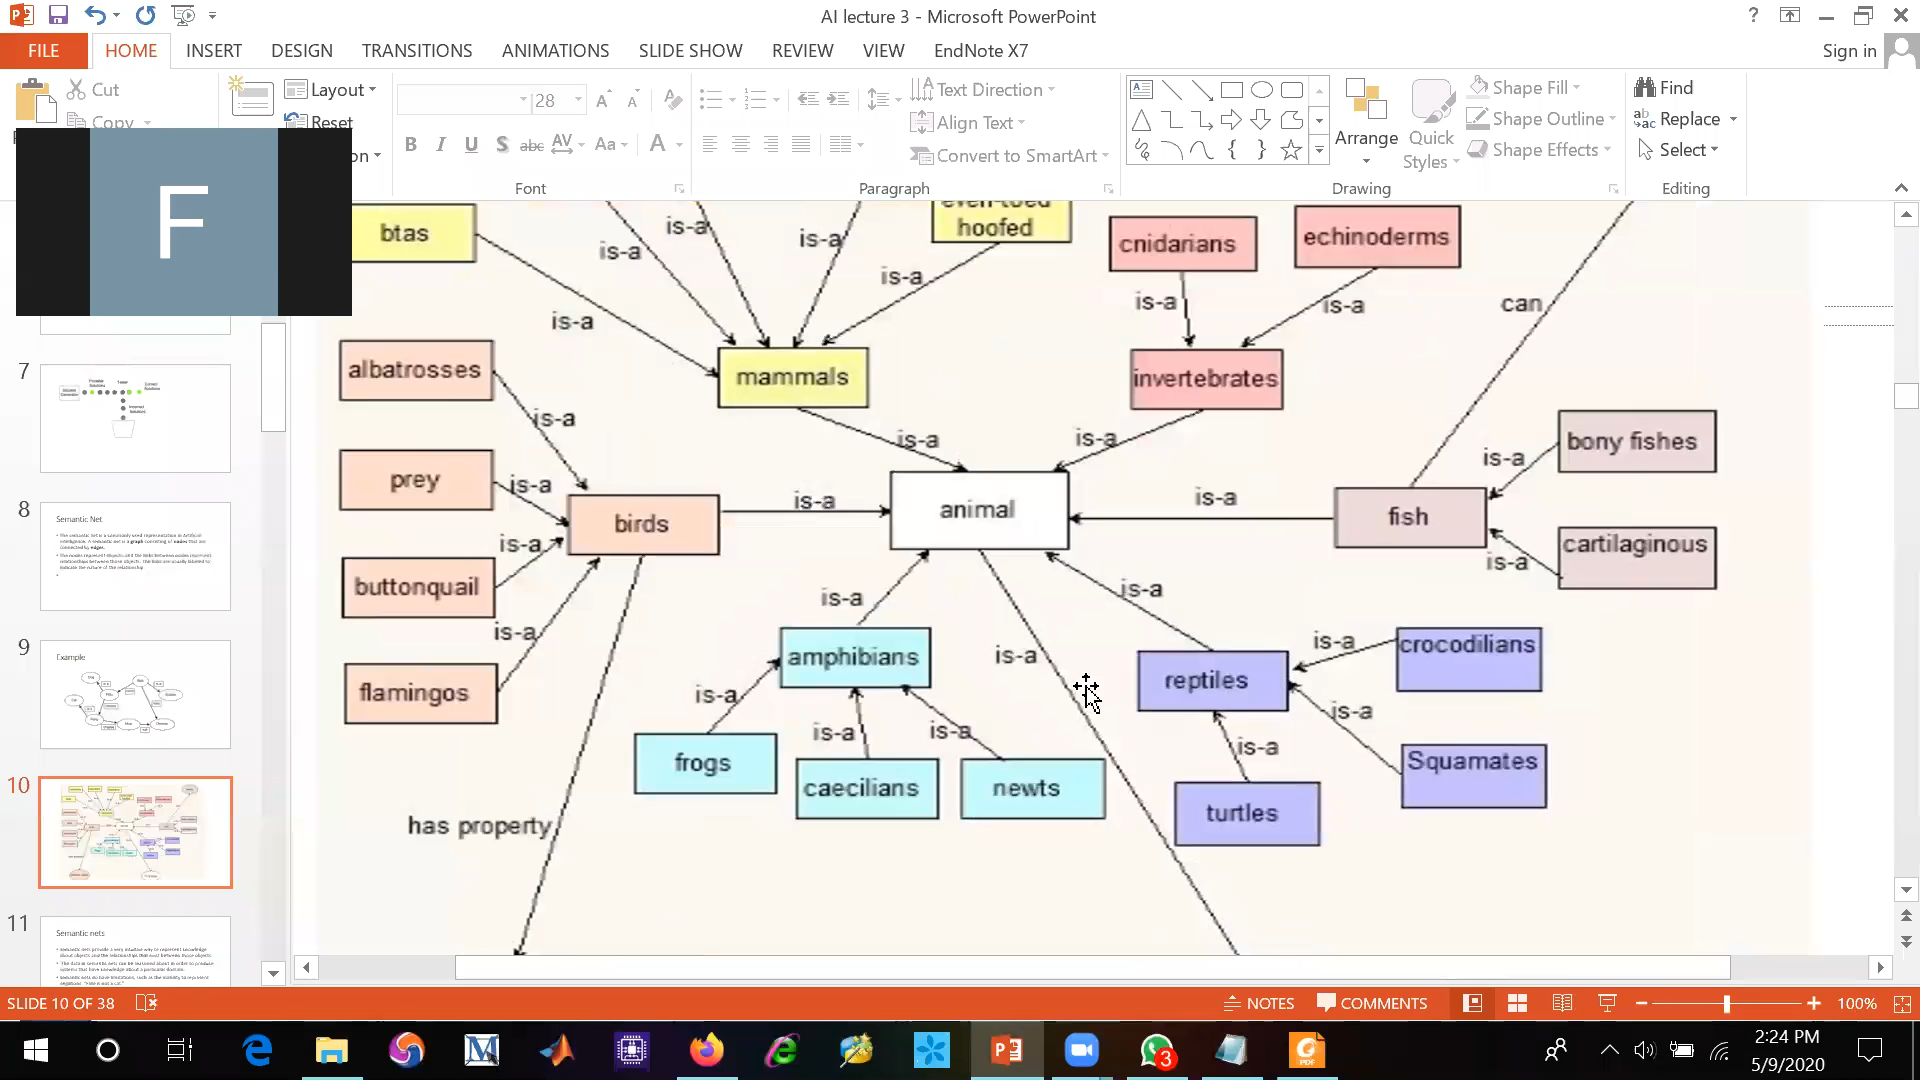 AI lecture 3 - Microsoft PowerPoint
?
FILE
HOME
INSERT
DESIGN
TRANSITIONS
ANIMATIONS
SLIDE SHOW
REVIEW
VIEW
EndNote X7
Sign in
Cut
Copy
Layout
Reset
28
Text Direction
Align Text
Convert to SmartArt
B I U S abc AV Aa A
Arrange
Quick
Styles
Shape Fill
Shape Outline
Shape Effects
Find
Replace
Select
Font
Paragraph
Drawing
Editing
F
7
8
Semantic Net
9
Example
10
11
Semantic nets
btas
even-toed
hoofed
cnidarians
echinoderms
is-a
is-a
is-a
is-a
is-a
is-a
is-a
can
albatrosses
mammals
invertebrates
is-a
is-a
is-a
bony fishes
is-a
prey
is-a
birds
is-a
animal
is-a
fish
is-a
buttonquail
cartilaginous
is-a
is-a
is-a
is-a
flamingos
amphibians
is-a
reptiles
is-a
crocodilians
is-a
is-a
is-a
is-a
is-a
frogs
caecilians
newts
turtles
Squamates
has property
SLIDE 10 OF 38
NOTES
COMMENTS
100%
3
PDF
2:24 PM
5/9/2020